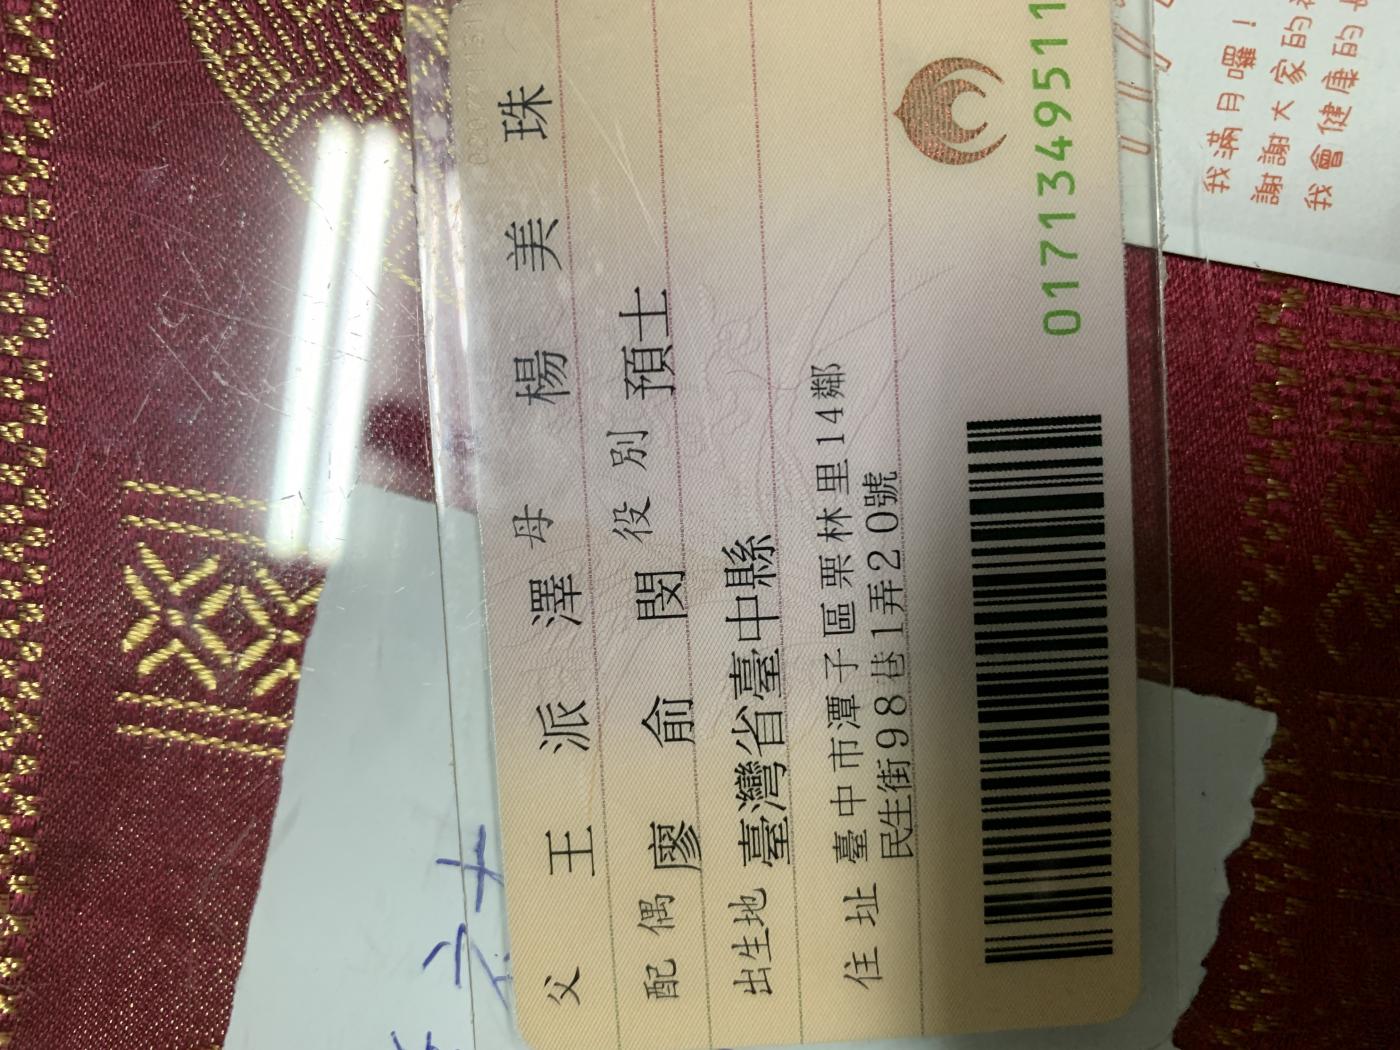 父 王派澤 母 楊美珠
配偶 廖俞閔 役別 預士
出生地 臺灣省臺中縣
住址 臺中市潭子區栗林里14鄰
民生街98巷1弄20號
0171349511
我滿月囉！
謝謝大家的
我會健康的